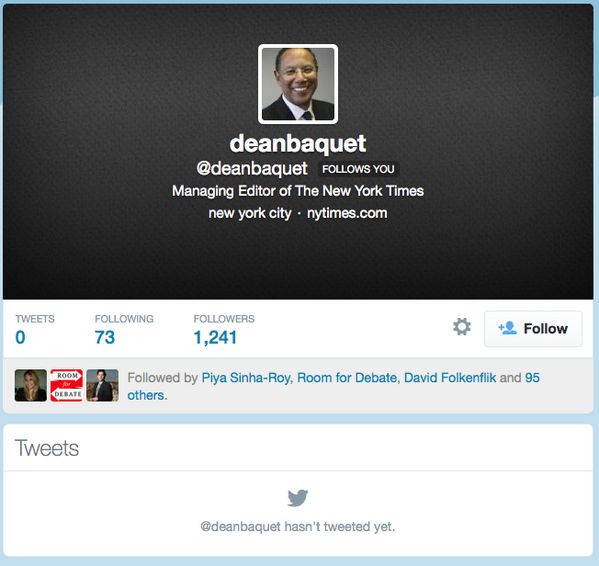 deanbaquet
@deanbaquet FOLLOWS YOU
Managing Editor of The New York Times
new york city · nytimes.com
TWEETS FOLLOWING FOLLOWERS
0 73 1,241
Follow
ROOM
for
DEBATE
Followed by Piya Sinha-Roy, Room for Debate, David Folkenflik and 95
others.
Tweets
@deanbaquet hasn't tweeted yet.